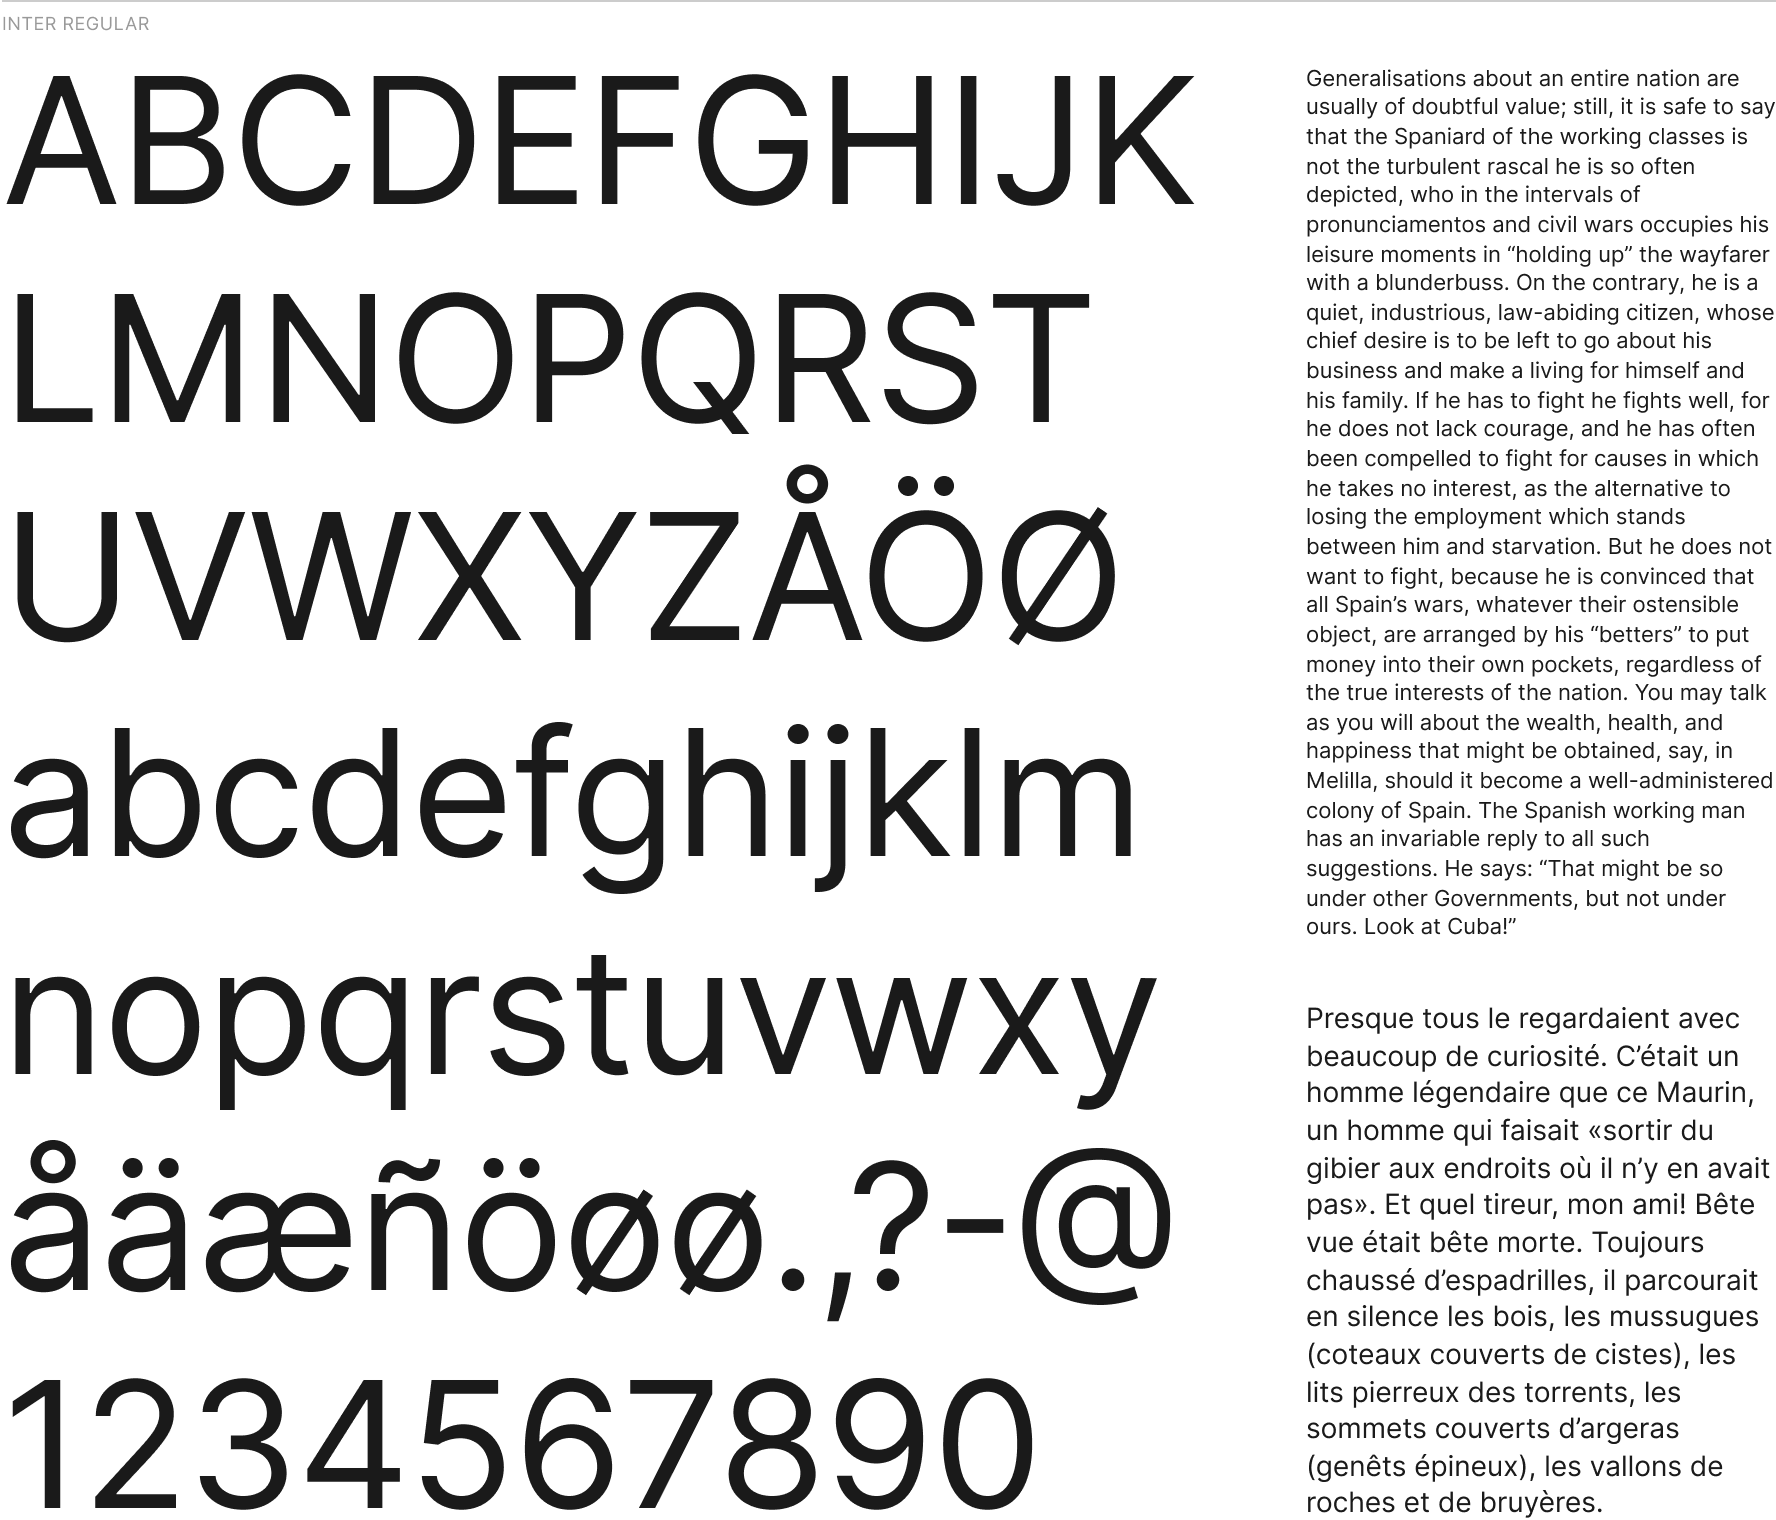 INTER REGULAR
ABCDEFGHIJK
LMNOPQRST
UVWXYZÅÖØ
abcdefghijklm
nopqrstuvwxy
åäæñöøø.,?-@
1234567890
Generalisations about an entire nation are
usually of doubtful value; still, it is safe to say
that the Spaniard of the working classes is
not the turbulent rascal he is so often
depicted, who in the intervals of
pronunciamentos and civil wars occupies his
leisure moments in “holding up” the wayfarer
with a blunderbuss. On the contrary, he is a
quiet, industrious, law-abiding citizen, whose
chief desire is to be left to go about his
business and make a living for himself and
his family. If he has to fight he fights well, for
he does not lack courage, and he has often
been compelled to fight for causes in which
he takes no interest, as the alternative to
losing the employment which stands
between him and starvation. But he does not
want to fight, because he is convinced that
all Spain’s wars, whatever their ostensible
object, are arranged by his “betters” to put
money into their own pockets, regardless of
the true interests of the nation. You may talk
as you will about the wealth, health, and
happiness that might be obtained, say, in
Melilla, should it become a well-administered
colony of Spain. The Spanish working man
has an invariable reply to all such
suggestions. He says: “That might be so
under other Governments, but not under
ours. Look at Cuba!”
Presque tous le regardaient avec
beaucoup de curiosité. C’était un
homme légendaire que ce Maurin,
un homme qui faisait «sortir du
gibier aux endroits où il n’y en avait
pas». Et quel tireur, mon ami! Bête
vue était bête morte. Toujours
chaussé d’espadrilles, il parcourait
en silence les bois, les mussugues
(coteaux couverts de cistes), les
lits pierreux des torrents, les
sommets couverts d’argeras
(genêts épineux), les vallons de
roches et de bruyères.